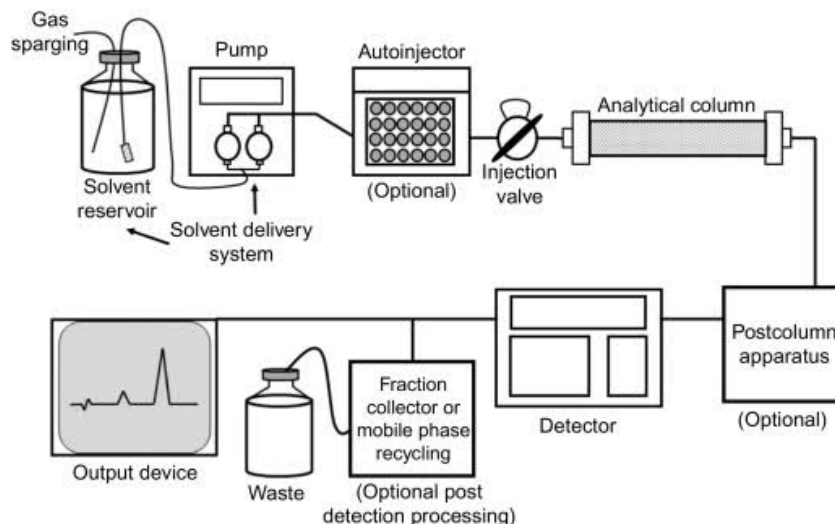 Gas
sparging
Pump
Autoinjector
Analytical column
Solvent
reservoir
(Optional)
Injection
valve
Solvent delivery
system
Postcolumn
apparatus
(Optional)
Detector
Fraction
collector or
mobile phase
recycling
(Optional post
detection processing)
Waste
Output device